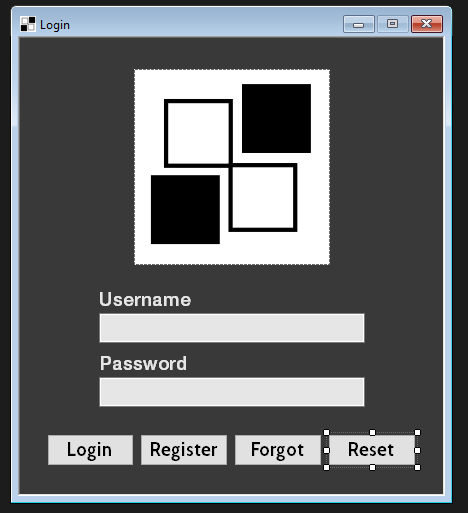 Login
Username
Password
Login Register Forgot Reset